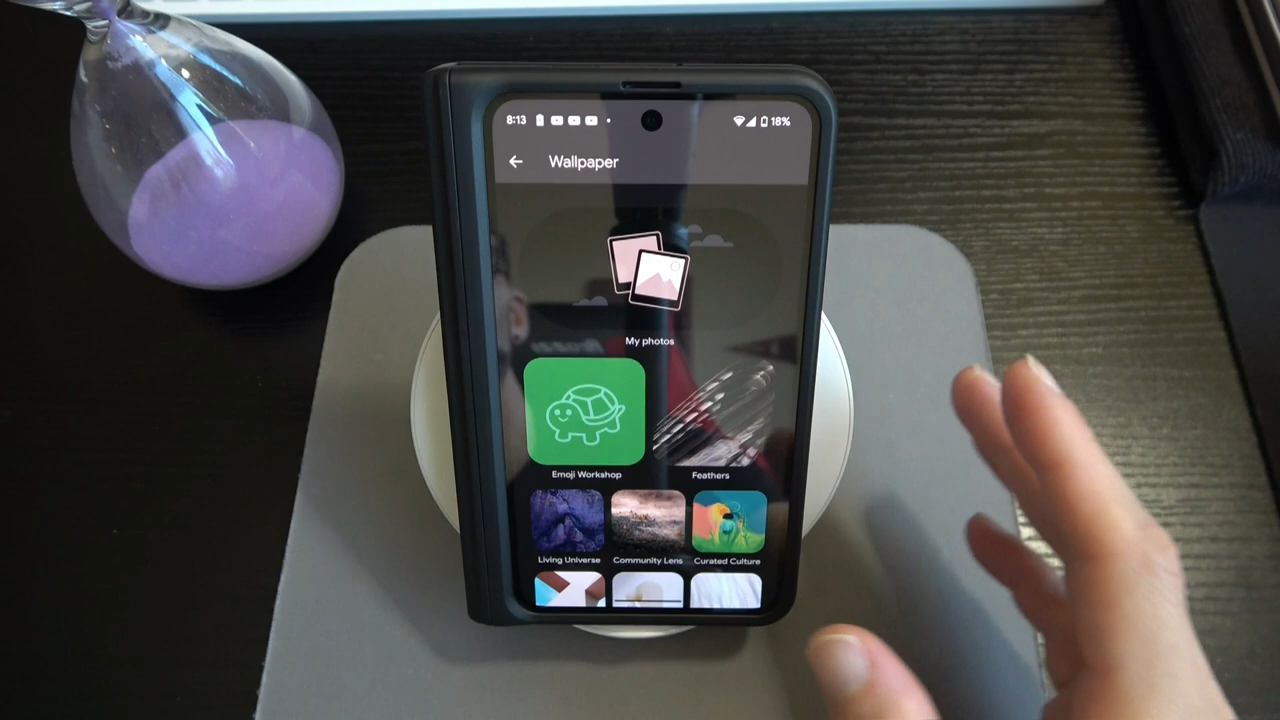 8:13 18%
Wallpaper
My photos
Emoji Workshop Feathers
Living Universe Community Lens Curated Culture